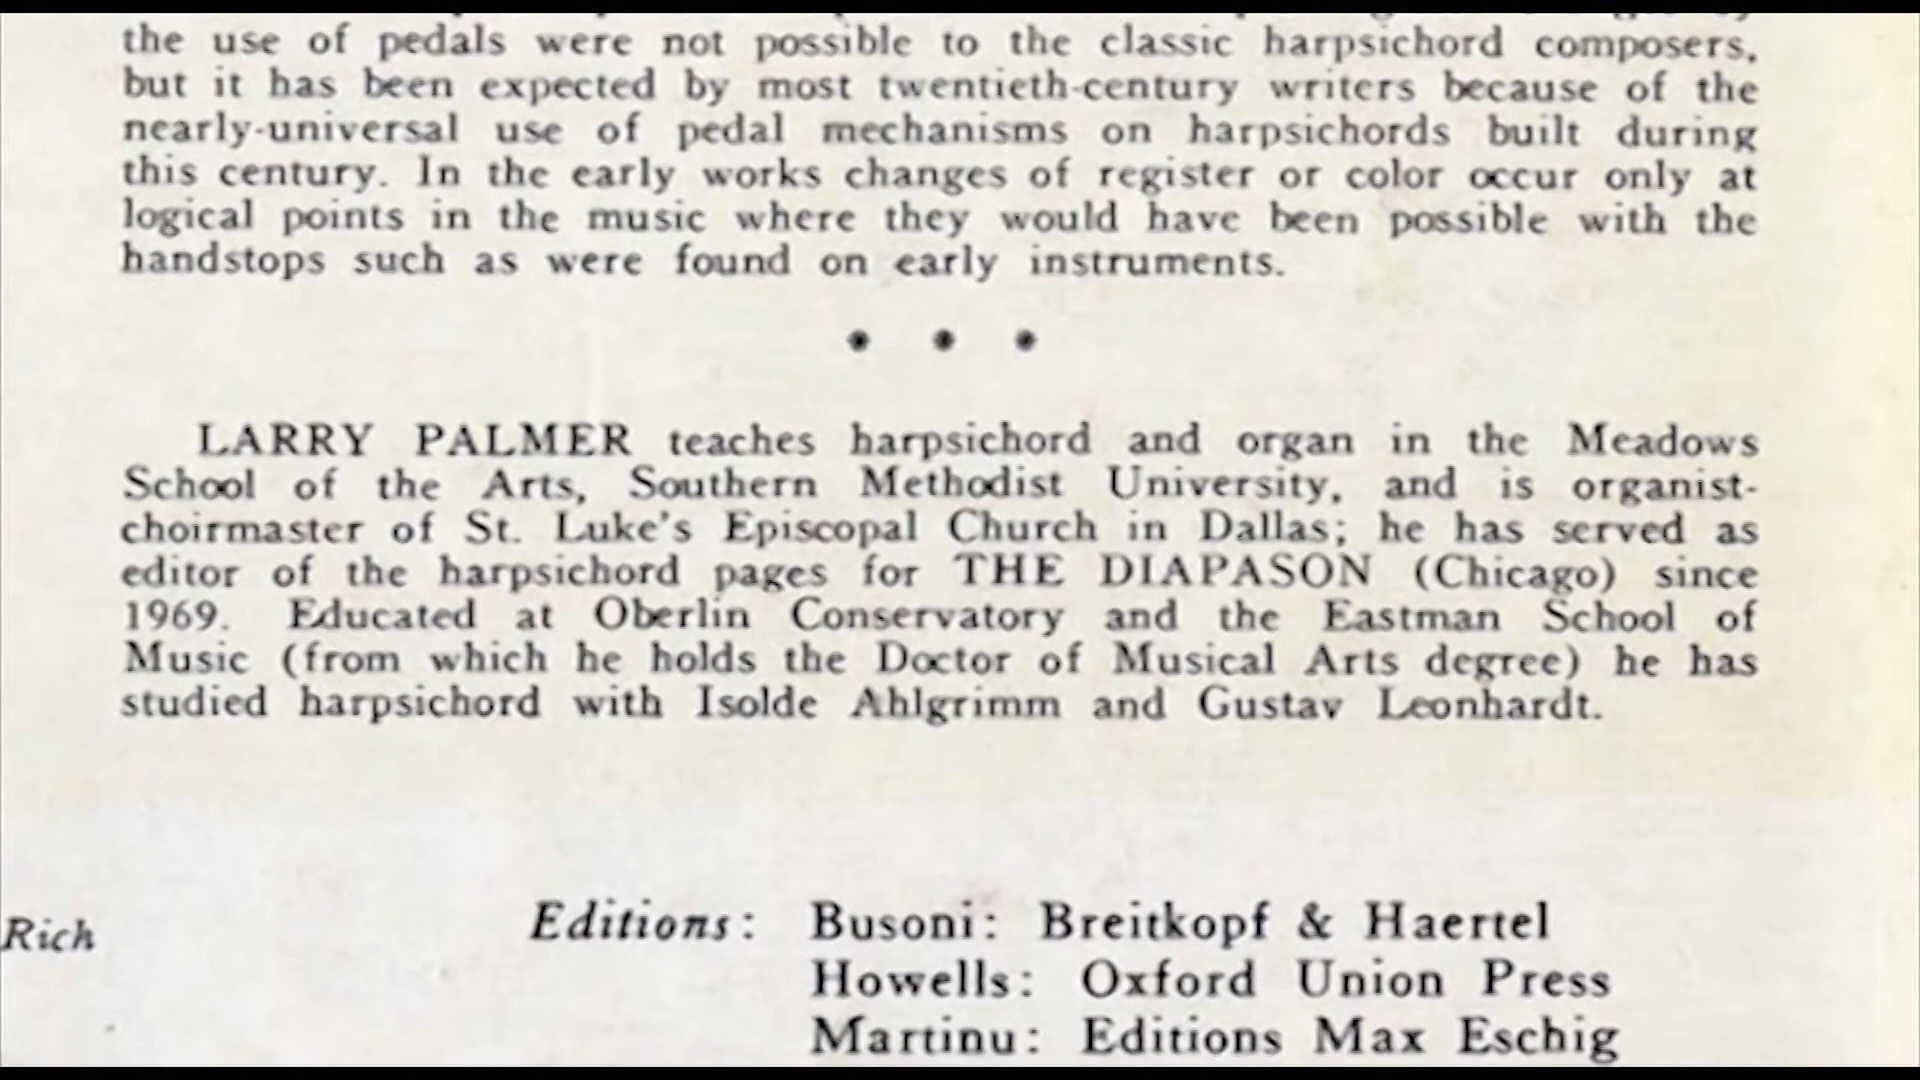 the use of pedals were not possible to the classic harpsichord composers,
but it has been expected by most twentieth-century writers because of the
nearly-universal use of pedal mechanisms on harpsichords built during
this century. In the early works changes of register or color occur only at
logical points in the music where they would have been possible with the
handstops such as were found on early instruments.
• • •
LARRY PALMER teaches harpsichord and organ in the Meadows
School of the Arts, Southern Methodist University, and is organist-
choirmaster of St. Luke's Episcopal Church in Dallas; he has served as
editor of the harpsichord pages for THE DIAPASON (Chicago) since
1969. Educated at Oberlin Conservatory and the Eastman School of
Music (from which he holds the Doctor of Musical Arts degree) he has
studied harpsichord with Isolde Ahlgrimm and Gustav Leonhardt.
Rich
Editions: Busoni: Breitkopf & Haertel
Howells: Oxford Union Press
Martinu: Editions Max Eschig